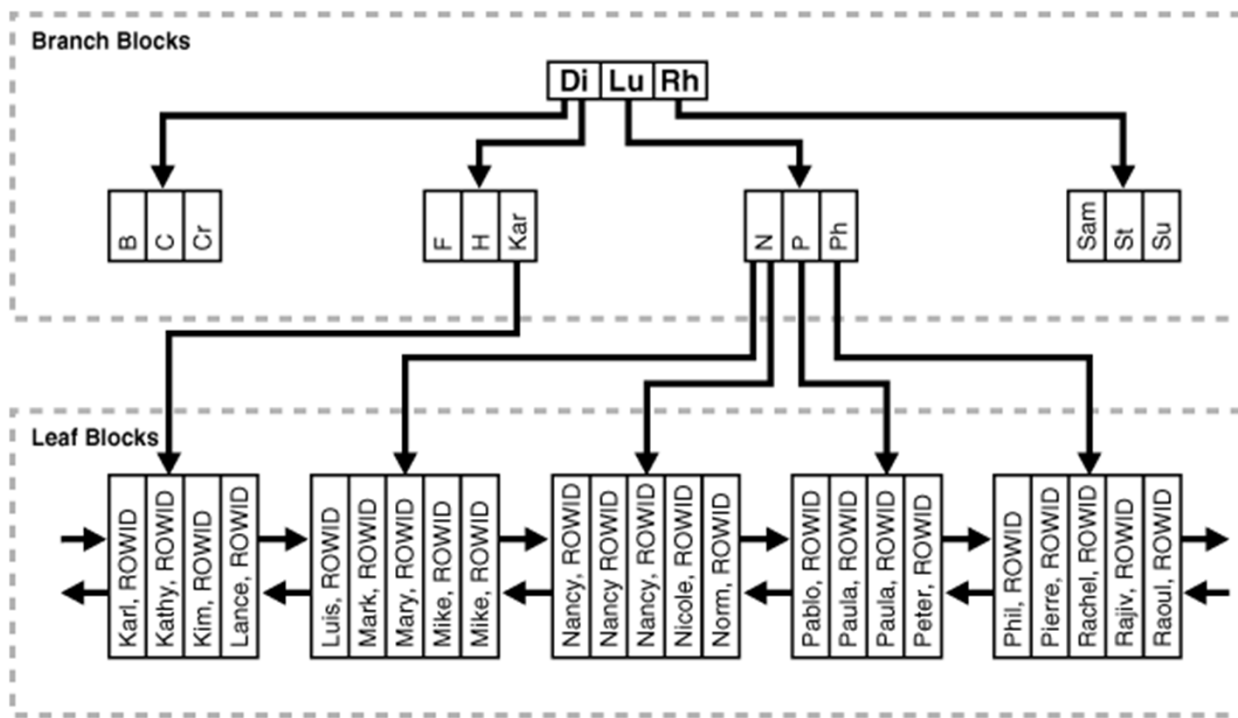 Branch Blocks
Di Lu Rh
B C Cr
F H Kar
N P Ph
Sam St Su
Leaf Blocks
Karl, ROWID
Kathy, ROWID
Kim, ROWID
Lance, ROWID
Luis, ROWID
Mark, ROWID
Mary, ROWID
Mike, ROWID
Mike, ROWID
Nancy, ROWID
Nancy ROWID
Nancy, ROWID
Nicole, ROWID
Norm, ROWID
Pablo, ROWID
Paula, ROWID
Paula, ROWID
Peter, ROWID
Phil, ROWID
Pierre, ROWID
Rachel, ROWID
Rajiv, ROWID
Raoul, ROWID